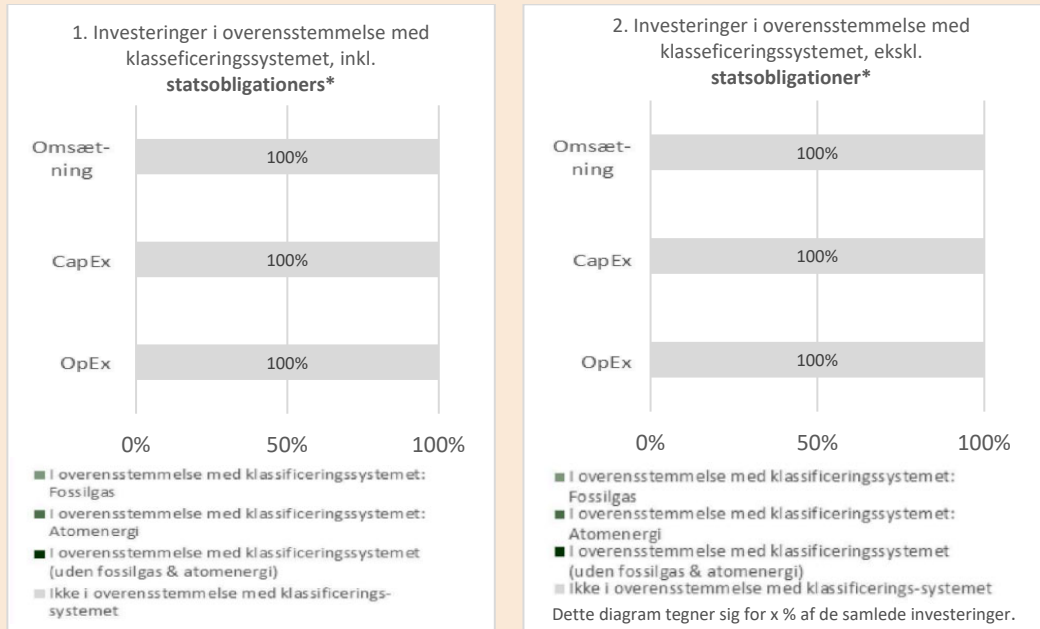 1. Investeringer i overensstemmelse med
klasseficeringssystemet, inkl.
statsobligationers*
Omsæt-
ning
100%
CapEx
100%
OpEx
100%
0%
50%
100%
I overensstemmelse med klassificeringssystemet:
Fossilgas
I overensstemmelse med klassificeringssystemet:
Atomenergi
I overensstemmelse med klassificeringssystemet
(uden fossilgas & atomenergi)
Ikke i overensstemmelse med klassificerings-
systemet
2. Investeringer i overensstemmelse med
klasseficeringssystemet, ekskl.
statsobligationer*
Omsæt-
ning
100%
CapEx
100%
OpEx
100%
0%
50%
100%
I overensstemmelse med klassificeringssystemet:
Fossilgas
I overensstemmelse med klassificeringssystemet:
Atomenergi
I overensstemmelse med klassificeringssystemet
(uden fossilgas & atomenergi)
Ikke i overensstemmelse med klassificerings-systemet
Dette diagram tegner sig for x % af de samlede investeringer.